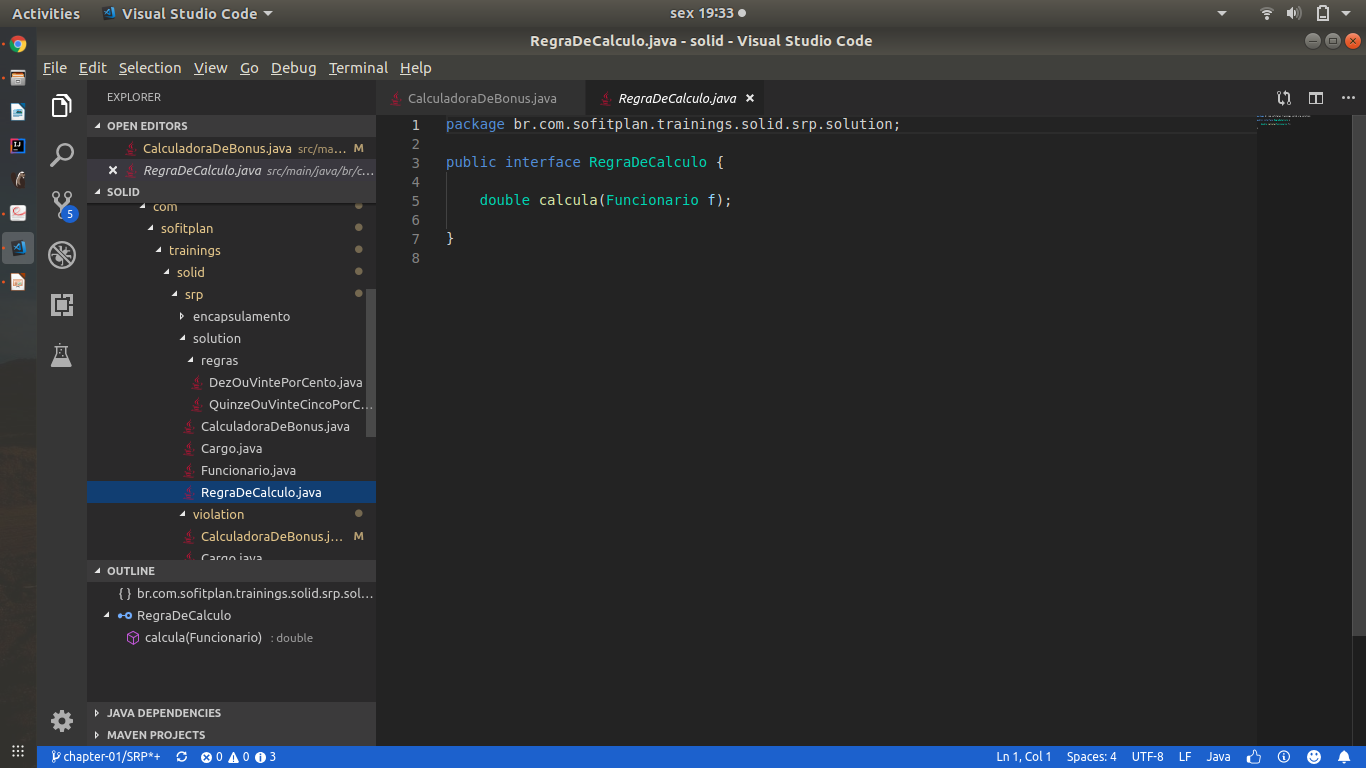 Activities Visual Studio Code sex 19:33
RegraDeCalculo.java - solid - Visual Studio Code
File Edit Selection View Go Debug Terminal Help
EXPLORER
OPEN EDITORS
CalculadoraDeBonus.java src/ma... M
RegraDeCalculo.java src/main/java/br/c...
SOLID
com
sofitplan
trainings
solid
srp
encapsulamento
solution
regras
DezOuVintePorCento.java
QuinzeOuVinteCincoPorC...
CalculadoraDeBonus.java
Cargo.java
Funcionario.java
RegraDeCalculo.java
violation
CalculadoraDeBonus.j... M
Cargo.java
OUTLINE
{ } br.com.sofitplan.trainings.solid.srp.sol...
RegraDeCalculo
calcula(Funcionario) : double
JAVA DEPENDENCIES
MAVEN PROJECTS
5
CalculadoraDeBonus.java RegraDeCalculo.java
1 package br.com.sofitplan.trainings.solid.srp.solution;
2
3 public interface RegraDeCalculo {
4
5 double calcula(Funcionario f);
6
7 }
8
chapter-01/SRP*+ 0 0 3 Ln 1, Col 1 Spaces: 4 UTF-8 LF Java